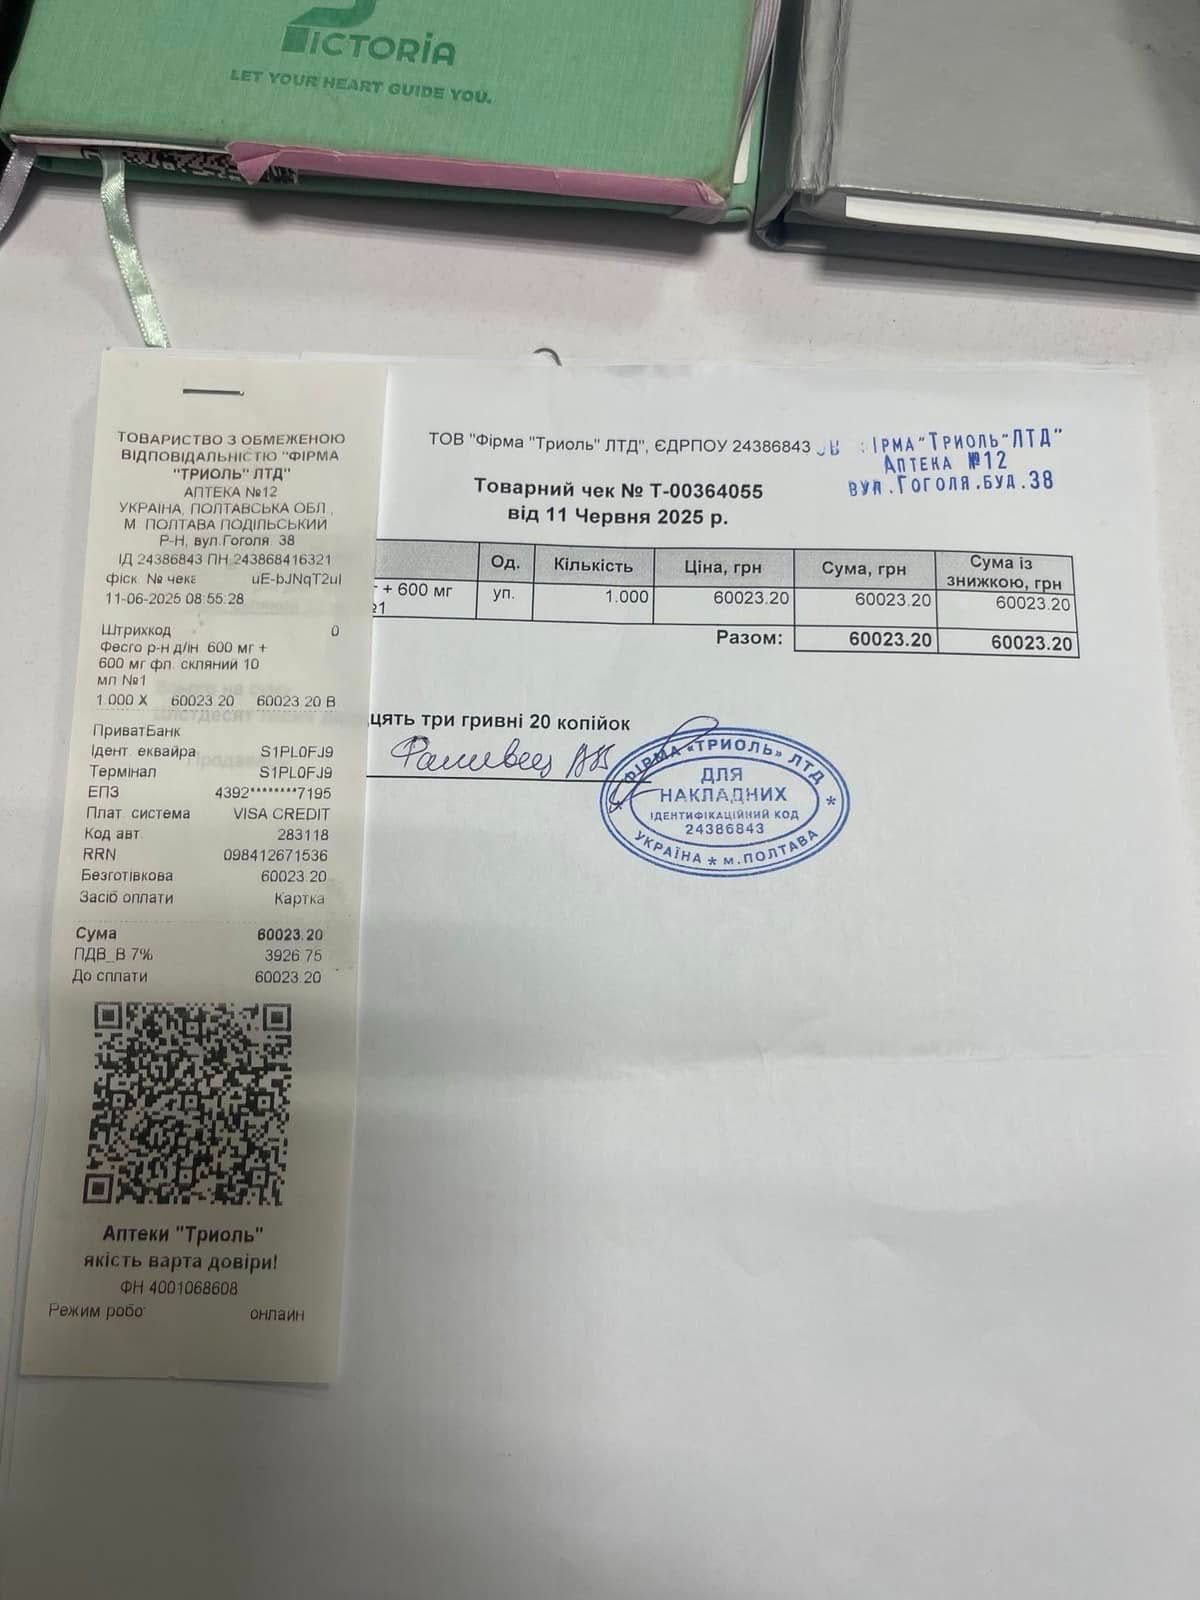 PICTORIA
LET YOUR HEART GUIDE YOU.
ТОВАРИСТВО З ОБМЕЖЕНОЮ
ВІДПОВІДАЛЬНІСТЮ "ФІРМА
"ТРИОЛЬ" ЛТД"
АПТЕКА №12
УКРАЇНА, ПОЛТАВСЬКА ОБЛ.,
М. ПОЛТАВА ПОДІЛЬСЬКИЙ
Р-Н, вул.Гоголя 38
ІД 24386843 ПН 243868416321
фіск. № чека uE-bJNqT2uI
11-06-2025 08:55:28
Штрихкод 0
Фесго р-н д/ін. 600 мг +
600 мг фл. скляний 10
мл №1
1.000 X 60023.20 60023.20 В
ПриватБанк
Ідент. еквайра S1PL0FJ9
Термінал S1PL0FJ9
ЕПЗ 4392********7195
Плат. система VISA CREDIT
Код авт. 283118
RRN 098412671536
Безготівкова 60023.20
Засіб оплати Картка
Сума 60023.20
ПДВ_В 7% 3926.75
До сплати 60023.20
Аптеки "Триоль"
якість варта довіри!
ФН 4001068608
Режим робо онлайн
ТОВ "Фірма "Триоль" ЛТД", ЄДРПОУ 24386843
ІРМА "ТРИОЛЬ" ЛТД"
АПТЕКА №12
ВУЛ.ГОГОЛЯ.БУД.38
Товарний чек № Т-00364055
від 11 Червня 2025 р.
Од. Кількість Ціна, грн Сума, грн Сума із знижкою, грн
+ 600 мг уп. 1.000 60023.20 60023.20 60023.20
№1
Разом: 60023.20 60023.20
цять три гривні 20 копійок
ФІРМА «ТРИОЛЬ» ЛТД
ДЛЯ
НАКЛАДНИХ
ІДЕНТИФІКАЦІЙНИЙ КОД
24386843
УКРАЇНА * м.ПОЛТАВА